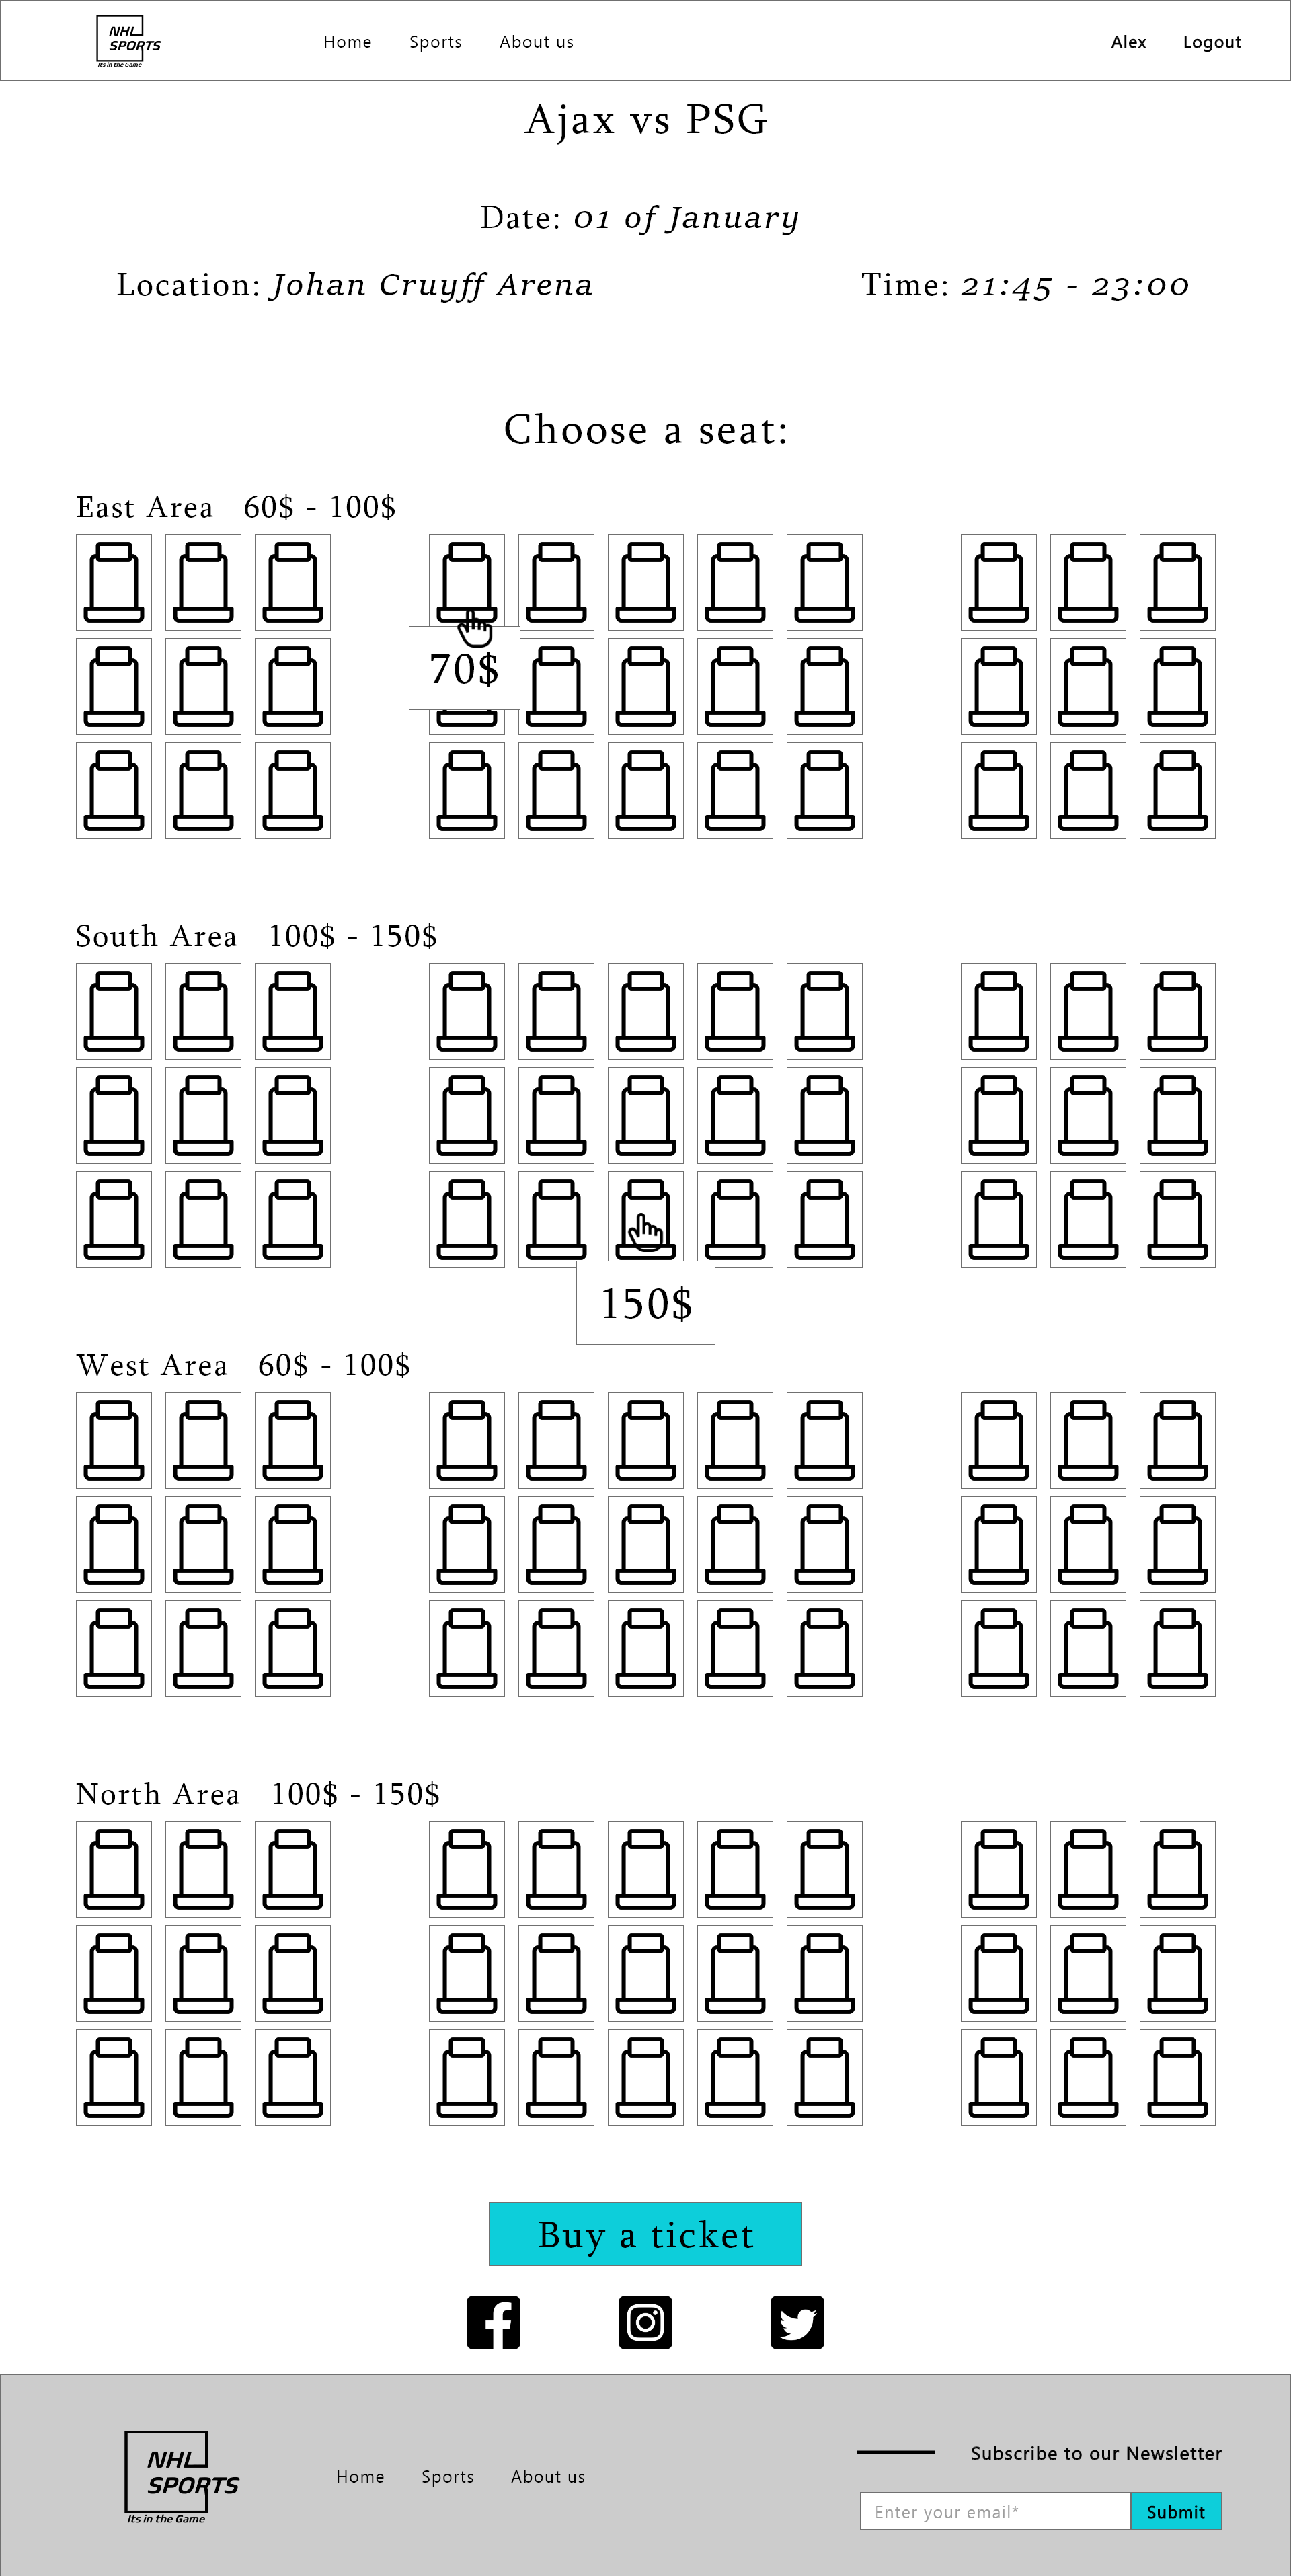 NHL
SPORTS
Its in the Game
Home Sports About us
Alex Logout
Ajax vs PSG
Date: 01 of January
Location: Johan Cruyff Arena
Time: 21:45 - 23:00
Choose a seat:
East Area 60$ - 100$
70$
South Area 100$ - 150$
150$
West Area 60$ - 100$
North Area 100$ - 150$
Buy a ticket
NHL
SPORTS
Its in the Game
Home Sports About us
Subscribe to our Newsletter
Enter your email*
Submit